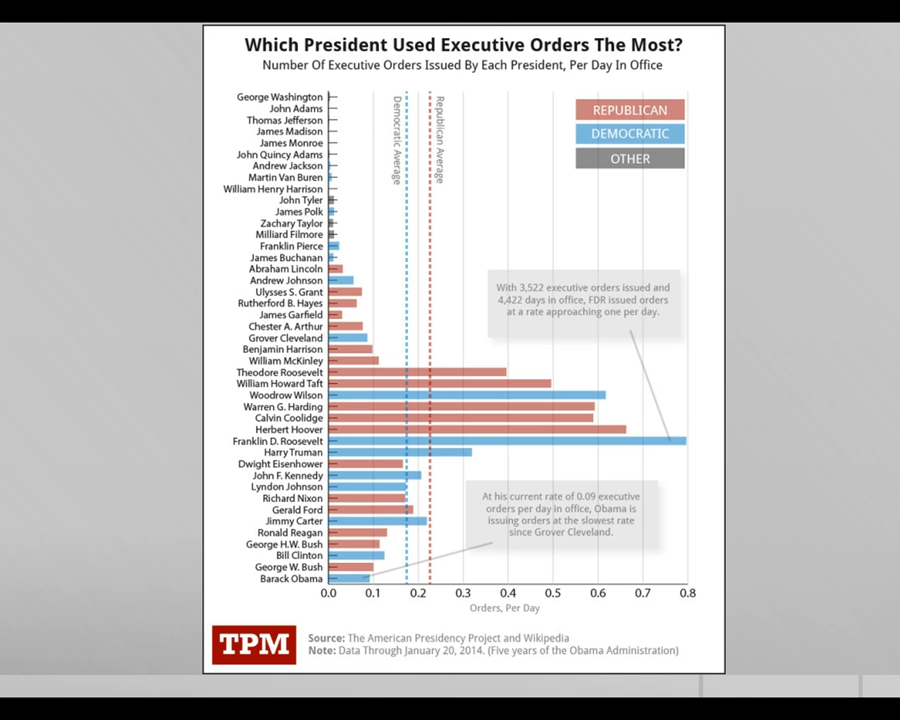 Which President Used Executive Orders The Most?
Number Of Executive Orders Issued By Each President, Per Day In Office
George Washington
John Adams
Thomas Jefferson
James Madison
James Monroe
John Quincy Adams
Andrew Jackson
Martin Van Buren
William Henry Harrison
John Tyler
James Polk
Zachary Taylor
Milliard Filmore
Franklin Pierce
James Buchanan
Abraham Lincoln
Andrew Johnson
Ulysses S. Grant
Rutherford B. Hayes
James Garfield
Chester A. Arthur
Grover Cleveland
Benjamin Harrison
William McKinley
Theodore Roosevelt
William Howard Taft
Woodrow Wilson
Warren G. Harding
Calvin Coolidge
Herbert Hoover
Franklin D. Roosevelt
Harry Truman
Dwight Eisenhower
John F. Kennedy
Lyndon Johnson
Richard Nixon
Gerald Ford
Jimmy Carter
Ronald Reagan
George H.W. Bush
Bill Clinton
George W. Bush
Barack Obama
Democratic Average
Republican Average
REPUBLICAN
DEMOCRATIC
OTHER
With 3,522 executive orders issued and
4,422 days in office, FDR issued orders
at a rate approaching one per day.
At his current rate of 0.09 executive
orders per day in office, Obama is
issuing orders at the slowest rate
since Grover Cleveland.
0.0 0.1 0.2 0.3 0.4 0.5 0.6 0.7 0.8
Orders, Per Day
TPM
Source: The American Presidency Project and Wikipedia
Note: Data Through January 20, 2014. (Five years of the Obama Administration)